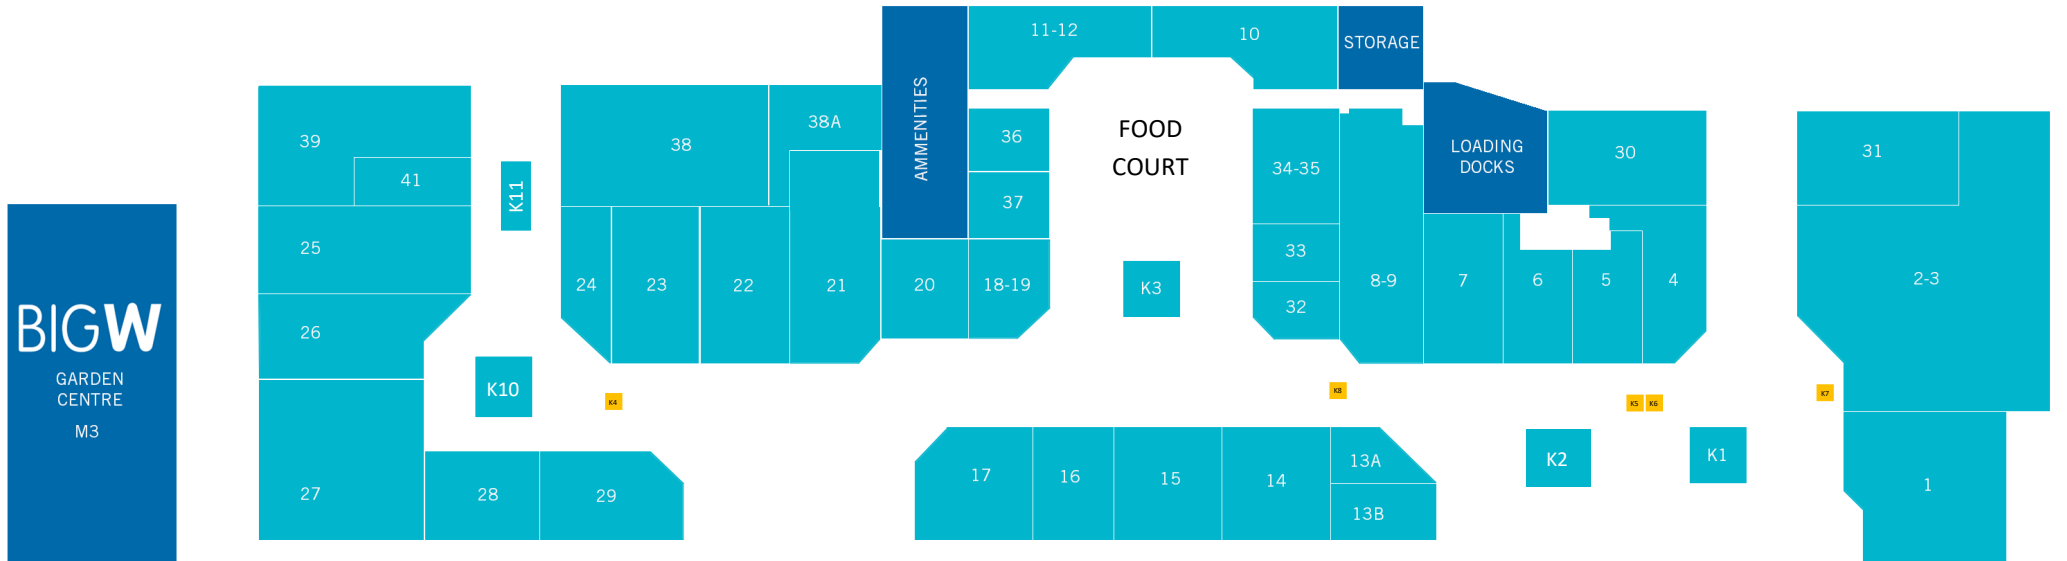 11-12
10
STORAGE
AMMENITIES
FOOD
COURT
39
41
K11
38
38A
36
37
34-35
LOADING
DOCKS
30
31
25
26
24
23
22
21
20
18-19
K3
33
32
8-9
7
6
5
4
2-3
BIGW
GARDEN
CENTRE
M3
K10
K4
K8
K5
K6
K7
27
28
29
17
16
15
14
13A
13B
K2
K1
1